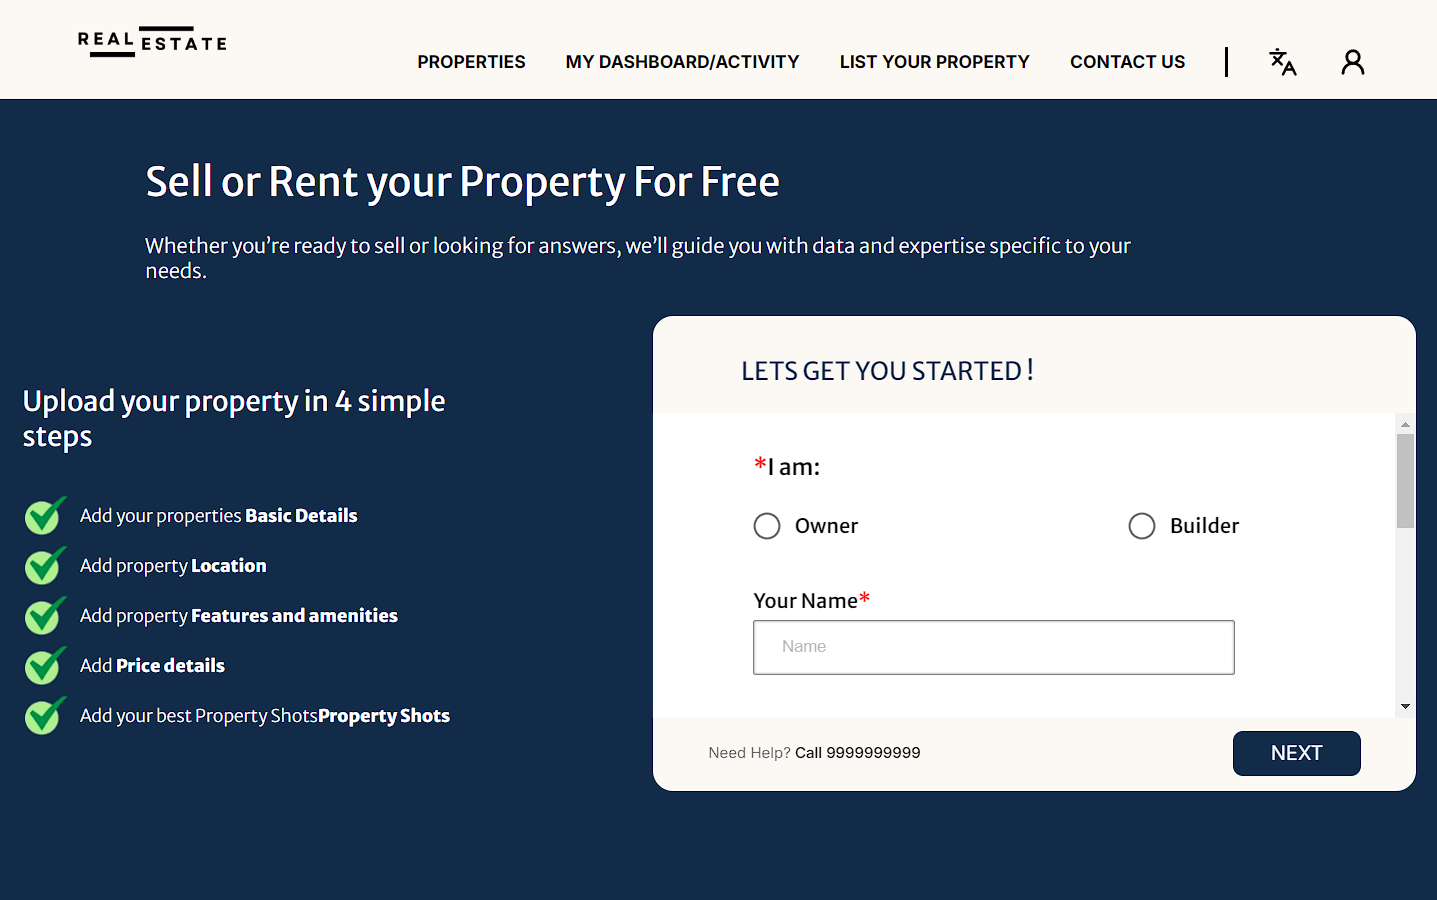 REAL ESTATE
PROPERTIES
MY DASHBOARD/ACTIVITY
LIST YOUR PROPERTY
CONTACT US
Sell or Rent your Property For Free
Whether you’re ready to sell or looking for answers, we’ll guide you with data and expertise specific to your
needs.
Upload your property in 4 simple
steps
Add your properties Basic Details
Add property Location
Add property Features and amenities
Add Price details
Add your best Property ShotsProperty Shots
LETS GET YOU STARTED !
*I am:
Owner
Builder
Your Name*
Name
Need Help? Call 9999999999
NEXT